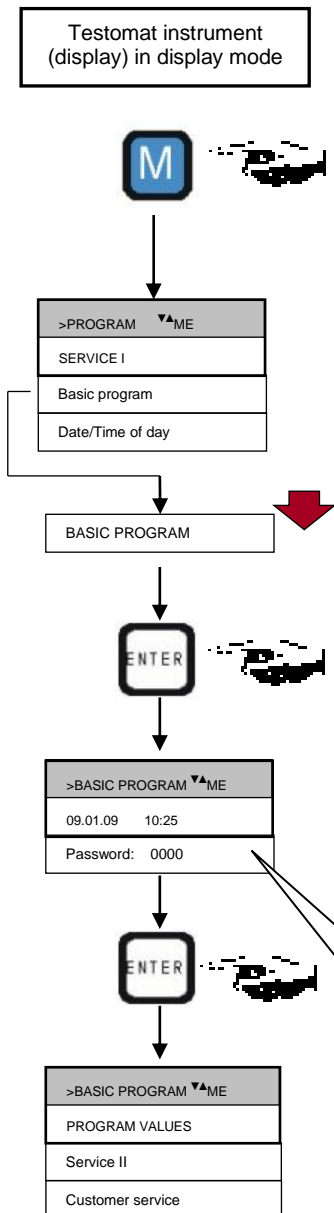 Testomat instrument
(display) in display mode
M
>PROGRAM ▼▲ME
SERVICE I
Basic program
Date/Time of day
BASIC PROGRAM
ENTER
>BASIC PROGRAM ▼▲ME
09.01.09 10:25
Password: 0000
ENTER
>BASIC PROGRAM ▼▲ME
PROGRAM VALUES
Service II
Customer service